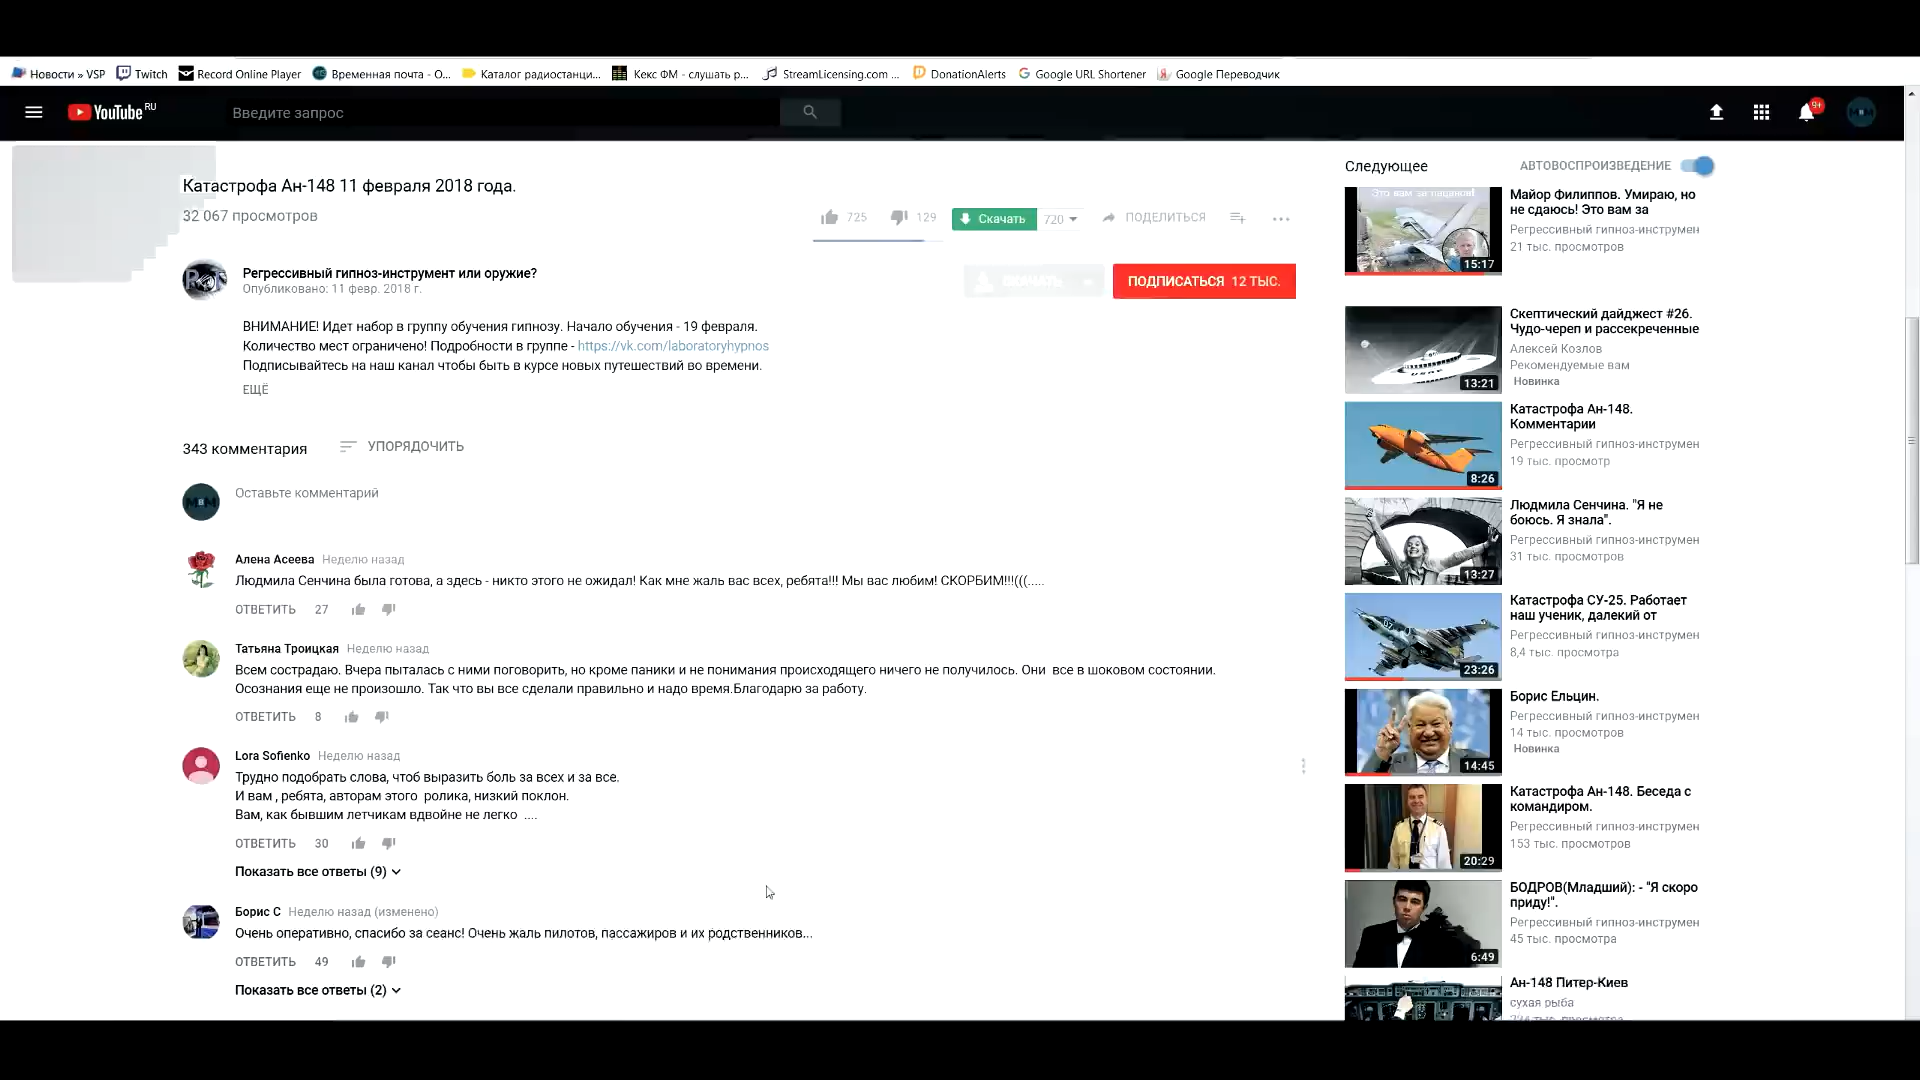 Новости » VSP
Twitch
Record Online Player
Временная почта - О...
Каталог радиостанци...
Кекс ФМ - слушать р...
StreamLicensing.com ...
DonationAlerts
Google URL Shortener
Google Переводчик
YouTube RU
Введите запрос
9+
Катастрофа Ан-148 11 февраля 2018 года.
32 067 просмотров
725
129
Скачать
720
ПОДЕЛИТЬСЯ
Регрессивный гипноз-инструмент или оружие?
Опубликовано: 11 февр. 2018 г.
ПОДПИСАТЬСЯ 12 ТЫС.
ВНИМАНИЕ! Идет набор в группу обучения гипнозу. Начало обучения - 19 февраля.
Количество мест ограничено! Подробности в группе - https://vk.com/laboratoryhypnos
Подписывайтесь на наш канал чтобы быть в курсе новых путешествий во времени.
ЕЩЁ
343 комментария
УПОРЯДОЧИТЬ
Оставьте комментарий
Алена Асеева Неделю назад
Людмила Сенчина была готова, а здесь - никто этого не ожидал! Как мне жаль вас всех, ребята!!! Мы вас любим! СКОРБИМ!!!(((.....
ОТВЕТИТЬ 27
Татьяна Троицкая Неделю назад
Всем сострадаю. Вчера пыталась с ними поговорить, но кроме паники и не понимания происходящего ничего не получилось. Они все в шоковом состоянии.
Осознания еще не произошло. Так что вы все сделали правильно и надо время.Благодарю за работу.
ОТВЕТИТЬ 8
Lora Sofienko Неделю назад
Трудно подобрать слова, чтоб выразить боль за всех и за все.
И вам , ребята, авторам этого ролика, низкий поклон.
Вам, как бывшим летчикам вдвойне не легко ....
ОТВЕТИТЬ 30
Показать все ответы (9)
Борис С Неделю назад (изменено)
Очень оперативно, спасибо за сеанс! Очень жаль пилотов, пассажиров и их родственников...
ОТВЕТИТЬ 49
Показать все ответы (2)
Следующее
АВТОВОСПРОИЗВЕДЕНИЕ
Это вам за пацанов!
15:17
Майор Филиппов. Умираю, но
не сдаюсь! Это вам за
Регрессивный гипноз-инструмен
21 тыс. просмотров
13:21
Скептический дайджест #26.
Чудо-череп и рассекреченные
Алексей Козлов
Рекомендуемые вам
Новинка
8:26
Катастрофа Ан-148.
Комментарии
Регрессивный гипноз-инструмен
19 тыс. просмотр
13:27
Людмила Сенчина. "Я не
боюсь. Я знала".
Регрессивный гипноз-инструмен
31 тыс. просмотров
23:26
Катастрофа СУ-25. Работает
наш ученик, далекий от
Регрессивный гипноз-инструмен
8,4 тыс. просмотра
14:45
Борис Ельцин.
Регрессивный гипноз-инструмен
14 тыс. просмотров
Новинка
20:29
Катастрофа Ан-148. Беседа с
командиром.
Регрессивный гипноз-инструмен
153 тыс. просмотров
6:49
БОДРОВ(Младший): - "Я скоро
приду!".
Регрессивный гипноз-инструмен
45 тыс. просмотра
Ан-148 Питер-Киев
сухая рыба